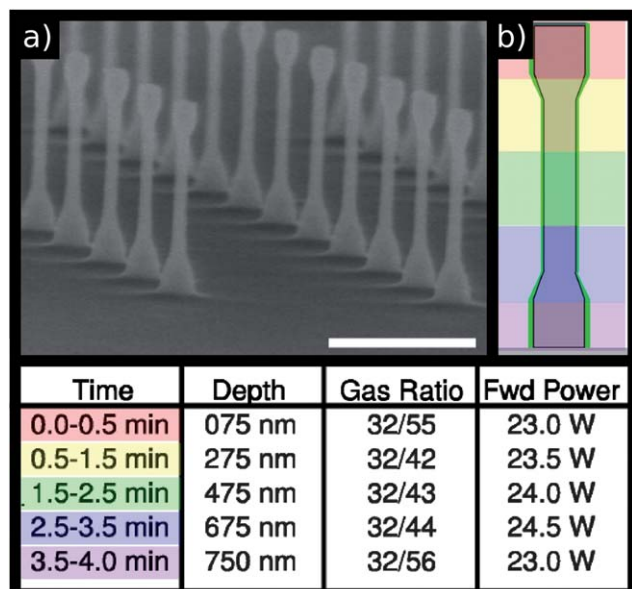 a)
b)
Time Depth Gas Ratio Fwd Power
0.0-0.5 min 075 nm 32/55 23.0 W
0.5-1.5 min 275 nm 32/42 23.5 W
1.5-2.5 min 475 nm 32/43 24.0 W
2.5-3.5 min 675 nm 32/44 24.5 W
3.5-4.0 min 750 nm 32/56 23.0 W